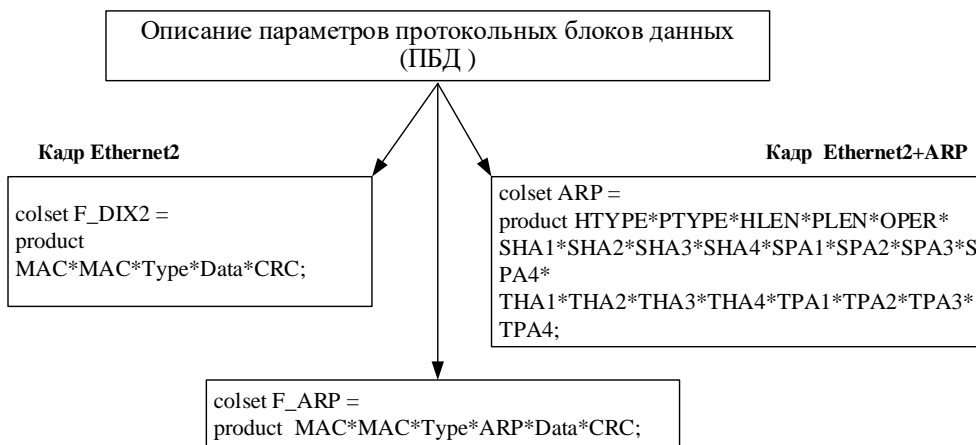 Описание параметров протокольных блоков данных
(ПБД )
Кадр Ethernet2
colset F_DIX2 =
product
MAC*MAC*Type*Data*CRC;
Кадр Ethernet2+ARP
colset ARP =
product HTYPE*PTYPE*HLEN*PLEN*OPER*
SHA1*SHA2*SHA3*SHA4*SPA1*SPA2*SPA3*S
PA4*
THA1*THA2*THA3*THA4*TPA1*TPA2*TPA3*
TPA4;
colset F_ARP =
product MAC*MAC*Type*ARP*Data*CRC;